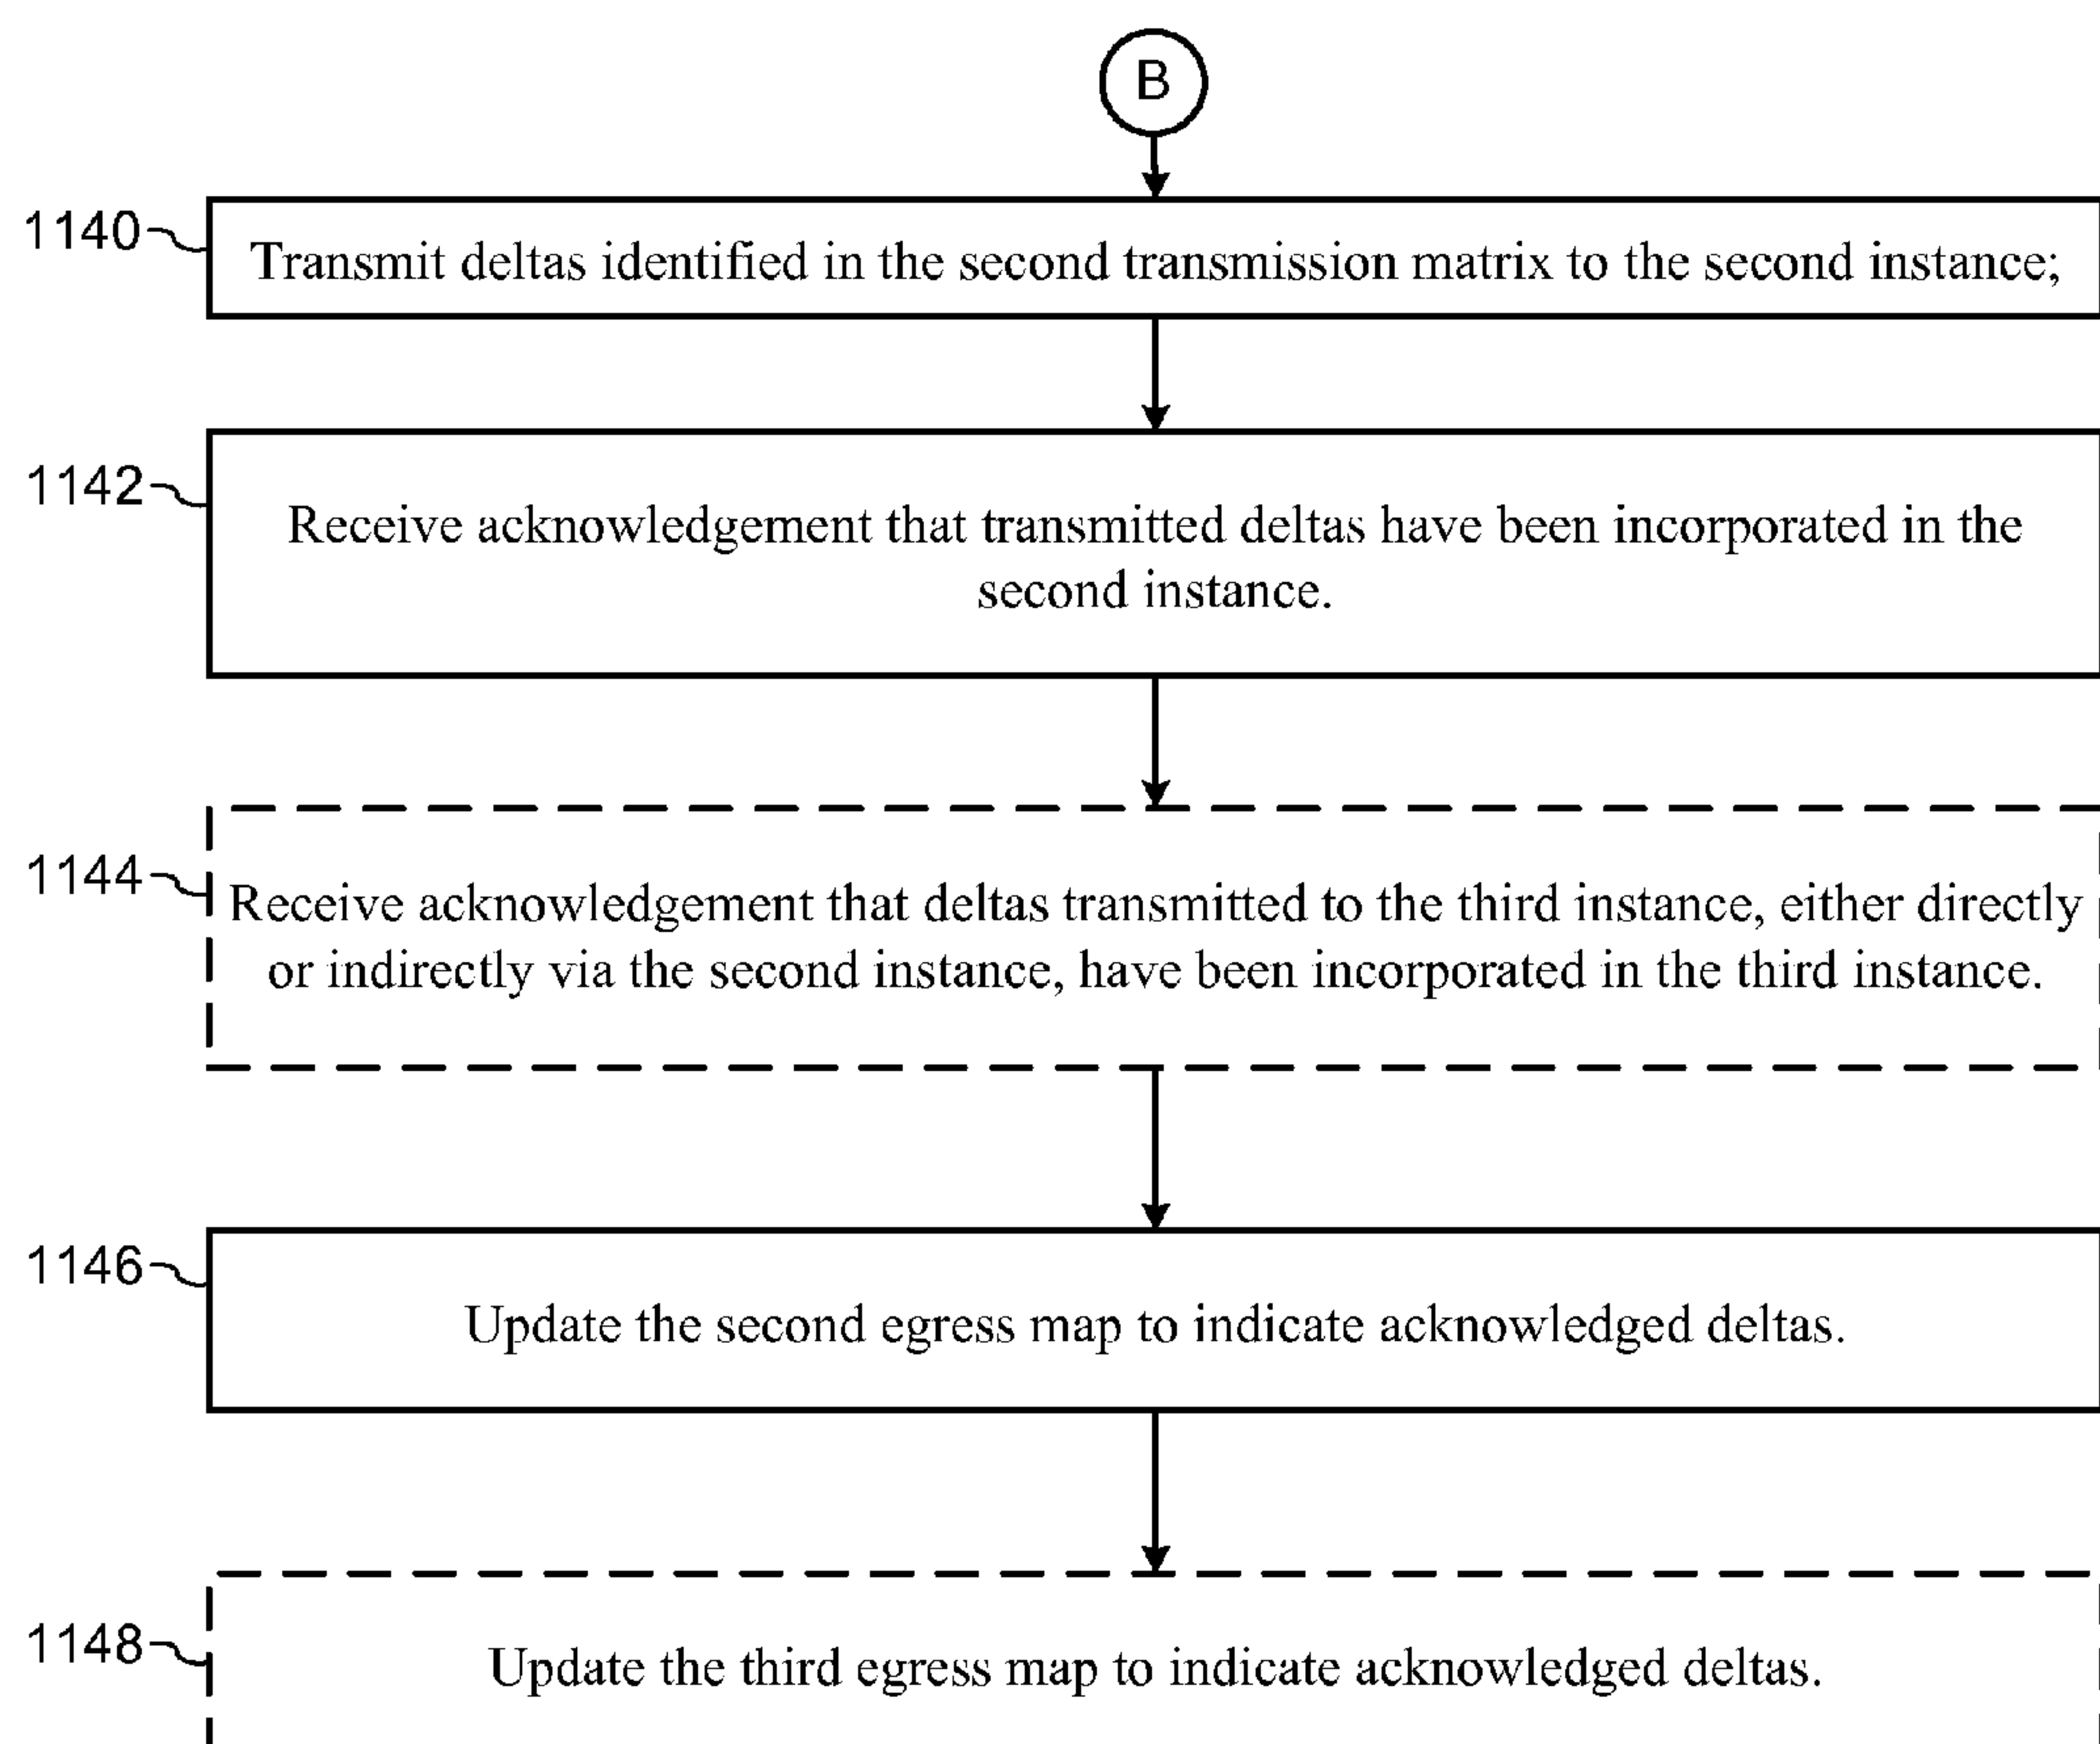 B
1140
Transmit deltas identified in the second transmission matrix to the second instance;
1142
Receive acknowledgement that transmitted deltas have been incorporated in the
second instance.
1144
Receive acknowledgement that deltas transmitted to the third instance, either directly
or indirectly via the second instance, have been incorporated in the third instance.
1146
Update the second egress map to indicate acknowledged deltas.
1148
Update the third egress map to indicate acknowledged deltas.